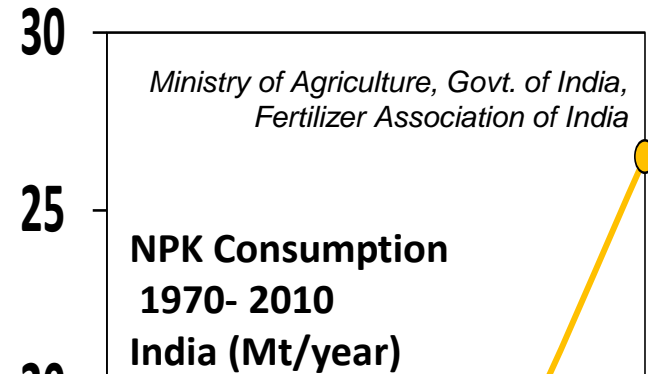 30
Ministry of Agriculture, Govt. of India,
Fertilizer Association of India
25
NPK Consumption
1970- 2010
India (Mt/year)